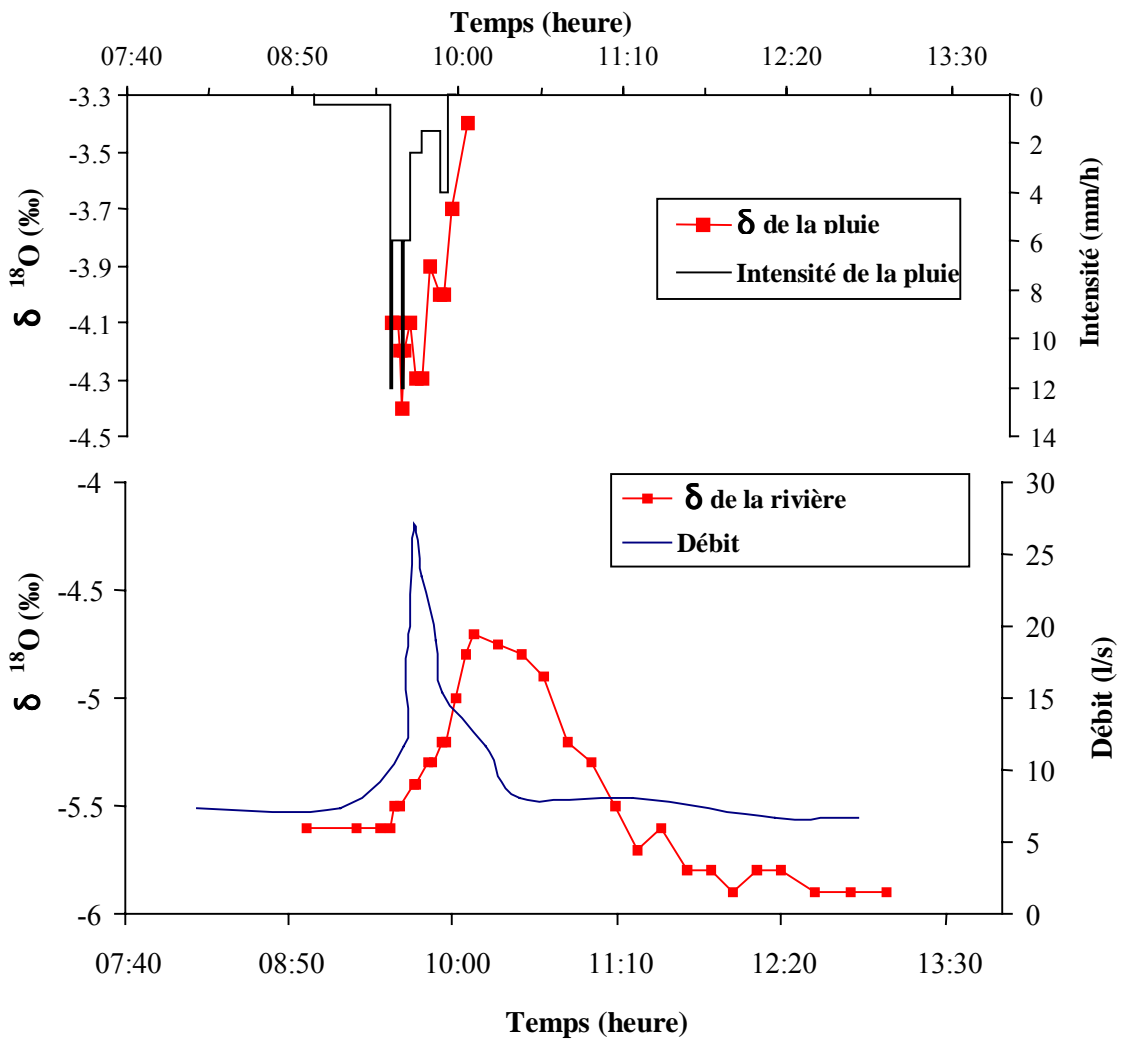 Temps (heure)
07:40 08:50 10:00 11:10 12:20 13:30
-3.3
-3.5
-3.7
-3.9
-4.1
-4.3
-4.5
δ 18O (‰)
0
2
4
6
8
10
12
14
Intensité (mm/h)
δ de la pluie
Intensité de la pluie
-4
-4.5
-5
-5.5
-6
δ 18O (‰)
30
25
20
15
10
5
0
Débit (l/s)
δ de la rivière
Débit
07:40 08:50 10:00 11:10 12:20 13:30
Temps (heure)